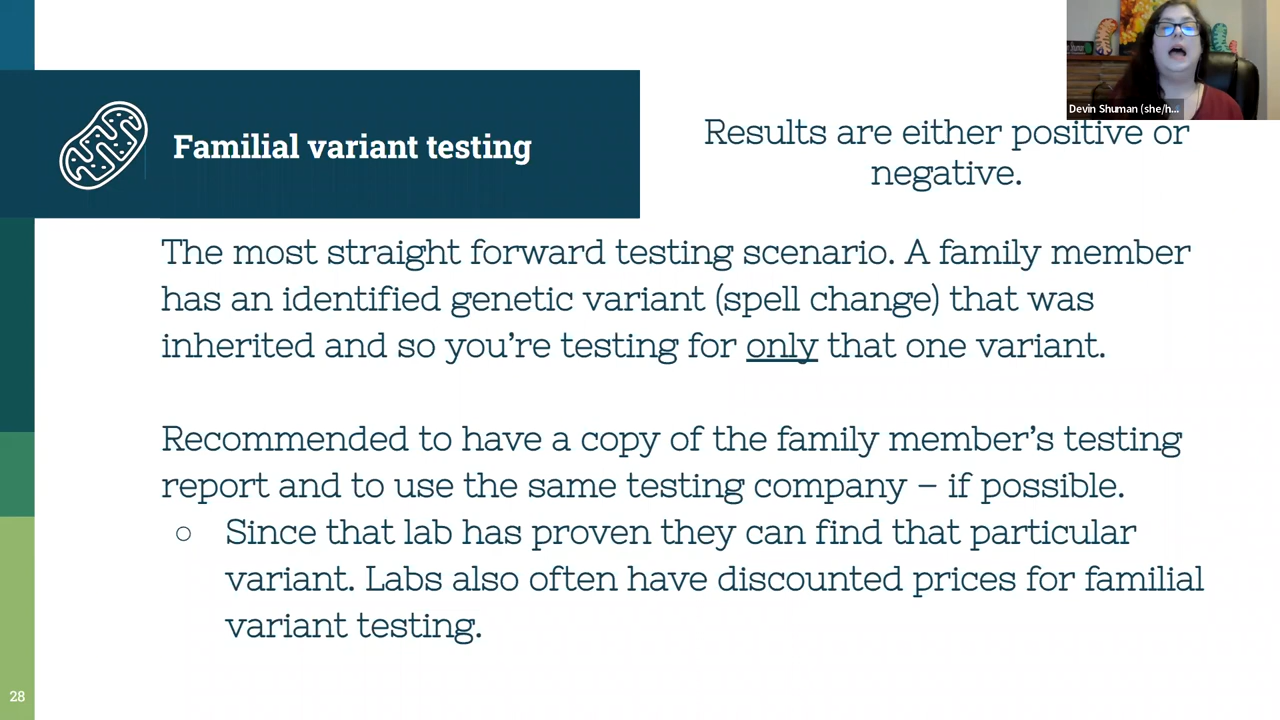 Devin Shuman (she/h...
Familial variant testing
Results are either positive or
negative.
The most straight forward testing scenario. A family member
has an identified genetic variant (spell change) that was
inherited and so you're testing for only that one variant.
Recommended to have a copy of the family member's testing
report and to use the same testing company – if possible.
○ Since that lab has proven they can find that particular
variant. Labs also often have discounted prices for familial
variant testing.
28